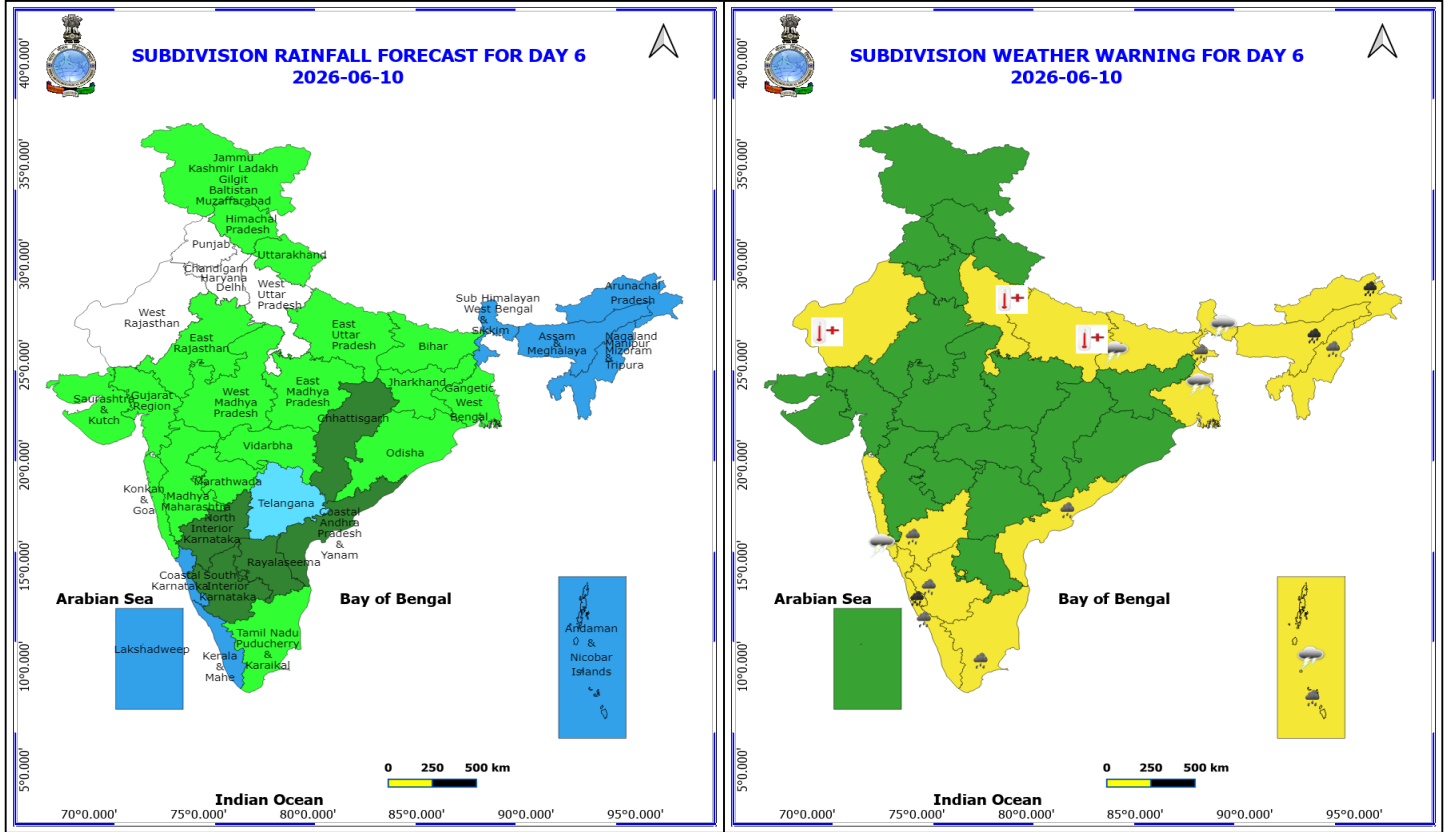 SUBDIVISION RAINFALL FORECAST FOR DAY 6
2026-06-10
40°0.000'
35°0.000'
30°0.000'
25°0.000'
20°0.000'
15°0.000'
10°0.000'
5°0.000'
Jammu
Kashmir Ladakh
Gilgit
Baltistan
Muzaffarabad
Himachal
Pradesh
Punjab
Uttarakhand
Chandigarh
Haryana
Delhi
West
Uttar
Pradesh
West
Rajasthan
East
Rajasthan
East
Uttar
Pradesh
Bihar
Sub Himalayan
West Bengal
&
Sikkim
Arunachal
Pradesh
Assam
&
Meghalaya
Nagaland
Manipur
Mizoram
&
Tripura
Saurashtra
&
Kutch
Gujarat
Region
West
Madhya
Pradesh
East
Madhya
Pradesh
Jharkhand
Gangetic
West
Bengal
Chhattisgarh
Vidarbha
Odisha
Konkan
&
Goa
Madhya
Maharashtra
Marathwada
Telangana
North
Interior
Karnataka
Coastal
Andhra
Pradesh
&
Yanam
Rayalaseema
Coastal
Karnataka
South
Interior
Karnataka
Arabian Sea
Bay of Bengal
Lakshadweep
Kerala
&
Mahe
Tamil Nadu
Puducherry
&
Karaikal
Andaman
&
Nicobar
Islands
0 250 500 km
Indian Ocean
70°0.000' 75°0.000' 80°0.000' 85°0.000' 90°0.000' 95°0.000'
SUBDIVISION WEATHER WARNING FOR DAY 6
2026-06-10
40°0.000'
35°0.000'
30°0.000'
25°0.000'
20°0.000'
15°0.000'
10°0.000'
5°0.000'
Arabian Sea
Bay of Bengal
0 250 500 km
Indian Ocean
70°0.000' 75°0.000' 80°0.000' 85°0.000' 90°0.000' 95°0.000'